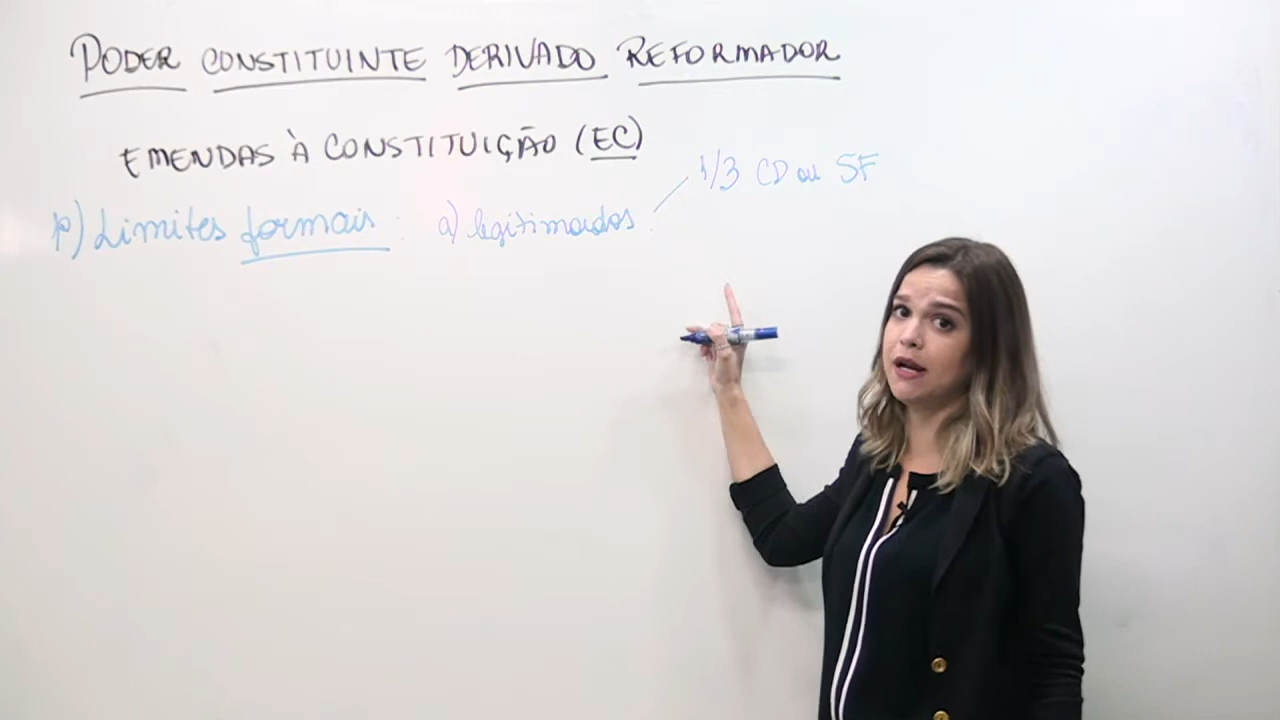 PODER CONSTITUINTE DERIVADO REFORMADOR
EMENDAS À CONSTITUIÇÃO (EC)
1/3 CD ou SF
b) Limites formais: a) legitimados: